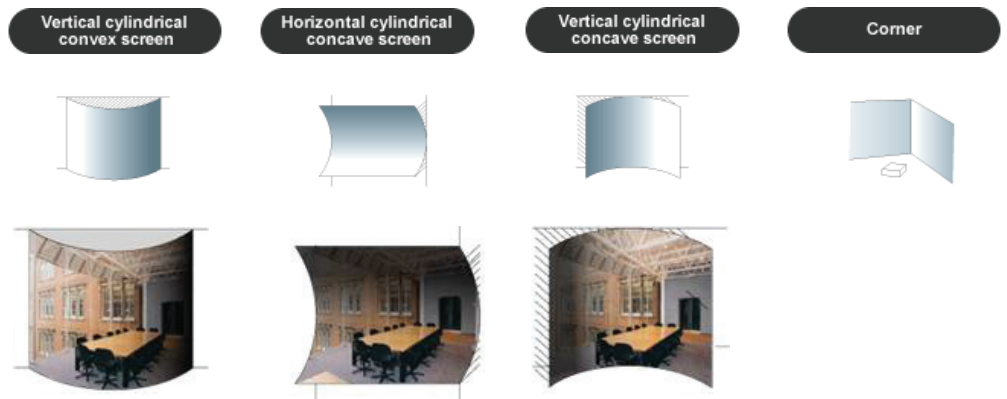 Vertical cylindrical
convex screen
Horizontal cylindrical
concave screen
Vertical cylindrical
concave screen
Corner